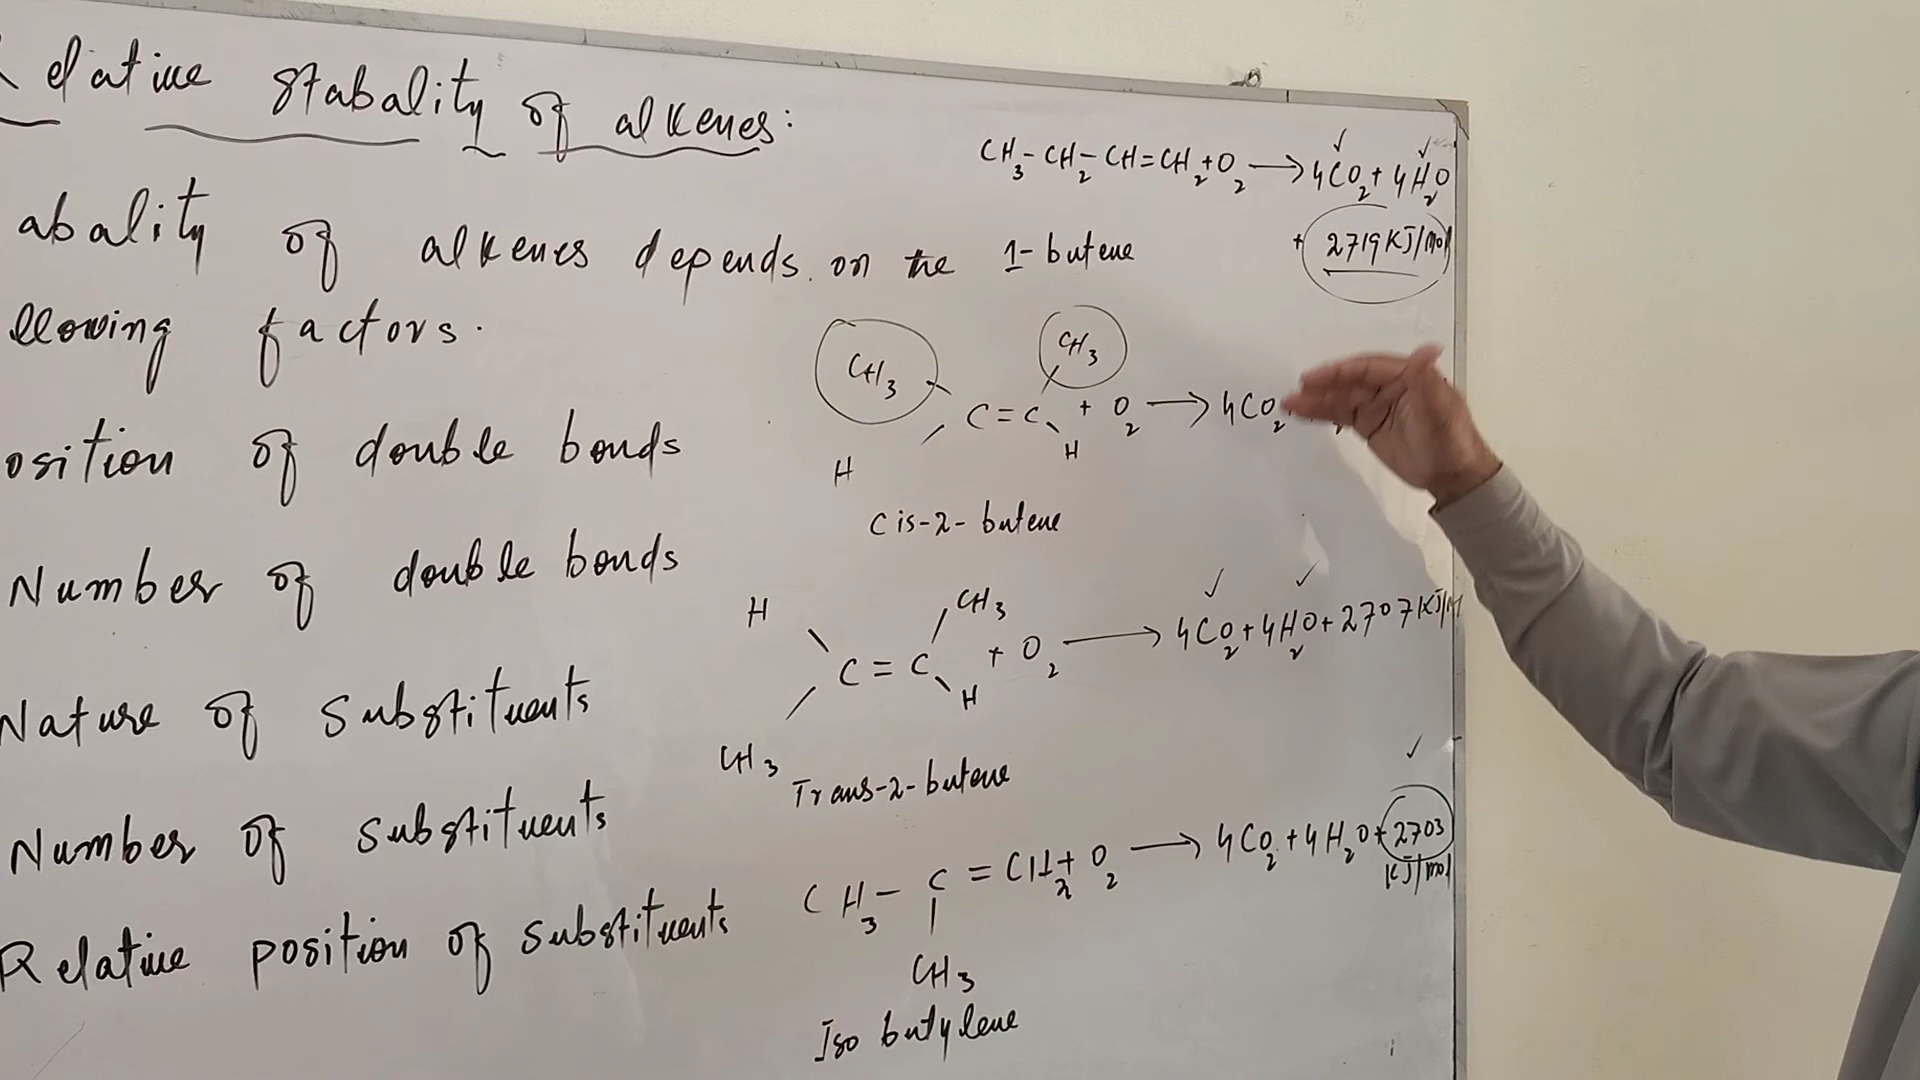 Relative stabality of alkenes:
abality of alkenes depends on the
llowing factors.
osition of double bonds
Number of double bonds
Nature of substituents
Number of substituents
Relative position of substituents
CH3-CH2-CH=CH2+O2 → 4CO2+4H2O
+ 2719KJ/mol
1-butene
CH3 CH3
C=C + O2 → 4CO2
H H
Cis-2-butene
H CH3
C=C + O2 → 4CO2+4H2O+2707KJ/M
CH3 H
Trans-2-butene
CH3-C=CH2+O2 → 4CO2+4H2O+2703
KJ/mol
CH3
Iso butylene